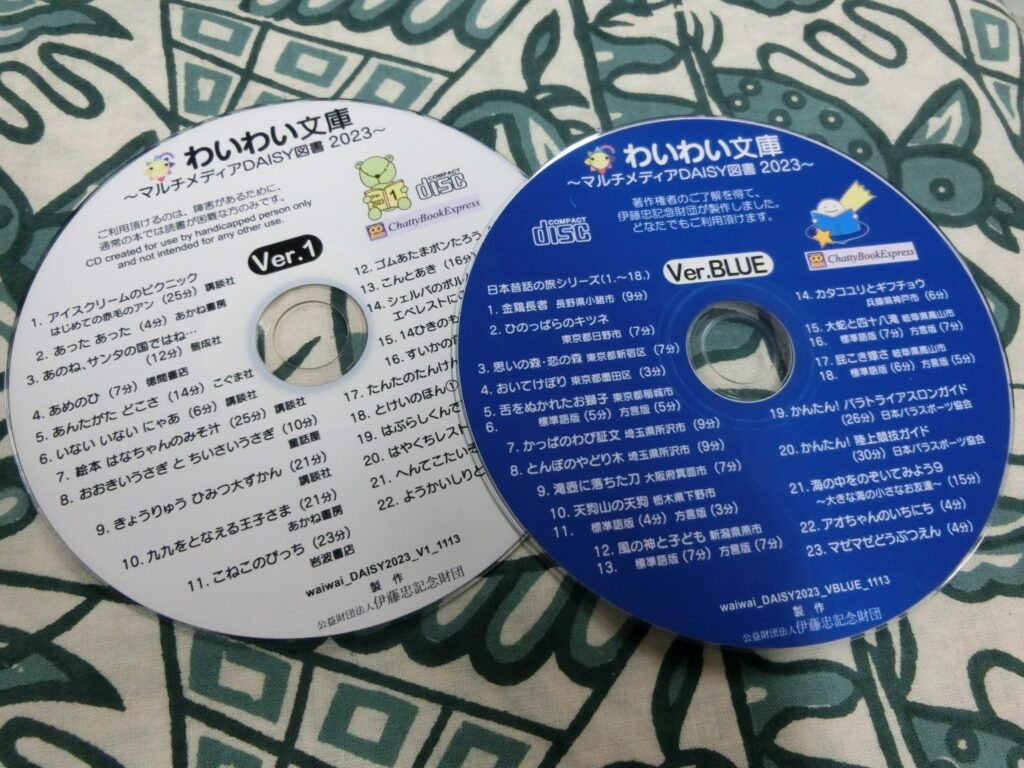 わいわい文庫
～マルチメディアDAISY図書 2023～
ご利用頂けるのは、障害があるために、
通常の本では読書が困難な方のみです。
CD created for use by handicapped person only
and not intended for any other use.
COMPACT
disc
ChattyBookExpress
Ver.1
1. アイスクリームのピクニック
はじめての赤毛のアン（25分）講談社
2. あった あった（4分）あかね書房
3. あのね、サンタの国ではね…
（12分）偕成社
4. あめのひ（7分）徳間書店
5. あんたがた どこさ（14分）こぐま社
6. いない いない にゃあ（6分）講談社
7. 絵本 はなちゃんのみそ汁（25分）講談社
8. おおきいうさぎ と ちいさいうさぎ（10分）
童話屋
9. きょうりゅう ひみつ大ずかん（21分）
講談社
10. 九九をとなえる王子さま（21分）
あかね書房
11. こねこのぴっち（23分）
岩波書店
12. ゴムあたまポンたろう
13. こんとあき（16分）
14. シェルパのポル
エベレストに
15. 14ひきの
16. すいかの
17. たんたのたんけ
18. とけいのほん①
19. はぶらしくんで
20. はやくちレスト
21. へんてこたい
22. ようかいしりと
waiwai_DAISY2023_V1_1113
製 作
公益財団法人伊藤忠記念財団
わいわい文庫
～マルチメディアDAISY図書 2023～
著作権者のご了解を得て、
伊藤忠記念財団が製作しました。
どなたでもご利用頂けます。
COMPACT
disc
ChattyBookExpress
Ver.BLUE
日本昔話の旅シリーズ（1.～18.）
1. 金鶏長者 長野県小諸市（9分）
2. ひのっぱらのキツネ
東京都日野市（7分）
3. 思いの森・恋の森 東京都新宿区（7分）
4. おいてけぼり 東京都墨田区（3分）
5. 舌をぬかれたお獅子 東京都稲城市
6. 標準語版（5分）方言版（5分）
7. かっぱのわび証文 埼玉県所沢市（9分）
8. とんぼのやどり木 埼玉県所沢市（9分）
9. 滝壺に落ちた刀 大阪府箕面市（7分）
10. 天狗山の天狗 栃木県下野市
11. 標準語版（4分）方言版（3分）
12. 風の神と子ども 新潟県燕市
13. 標準語版（7分）方言版（7分）
14. カタコユリとギフチョウ
兵庫県神戸市（6分）
15. 大蛇と四十八滝 岐阜県高山市
16. 標準語版（7分）方言版（7分）
17. 屁こき嫁さ 岐阜県高山市
18. 標準語版（6分）方言版（5分）
19. かんたん！ パラトライアスロンガイド
（26分）日本パラスポーツ協会
20. かんたん！ 陸上競技ガイド
（30分）日本パラスポーツ協会
21. 海の中をのぞいてみよう9
～大きな海の小さなお友達～（15分）
22. アオちゃんのいちにち（4分）
23. マゼマゼどうぶつえん（4分）
waiwai_DAISY2023_VBLUE_1113
製 作
公益財団法人伊藤忠記念財団